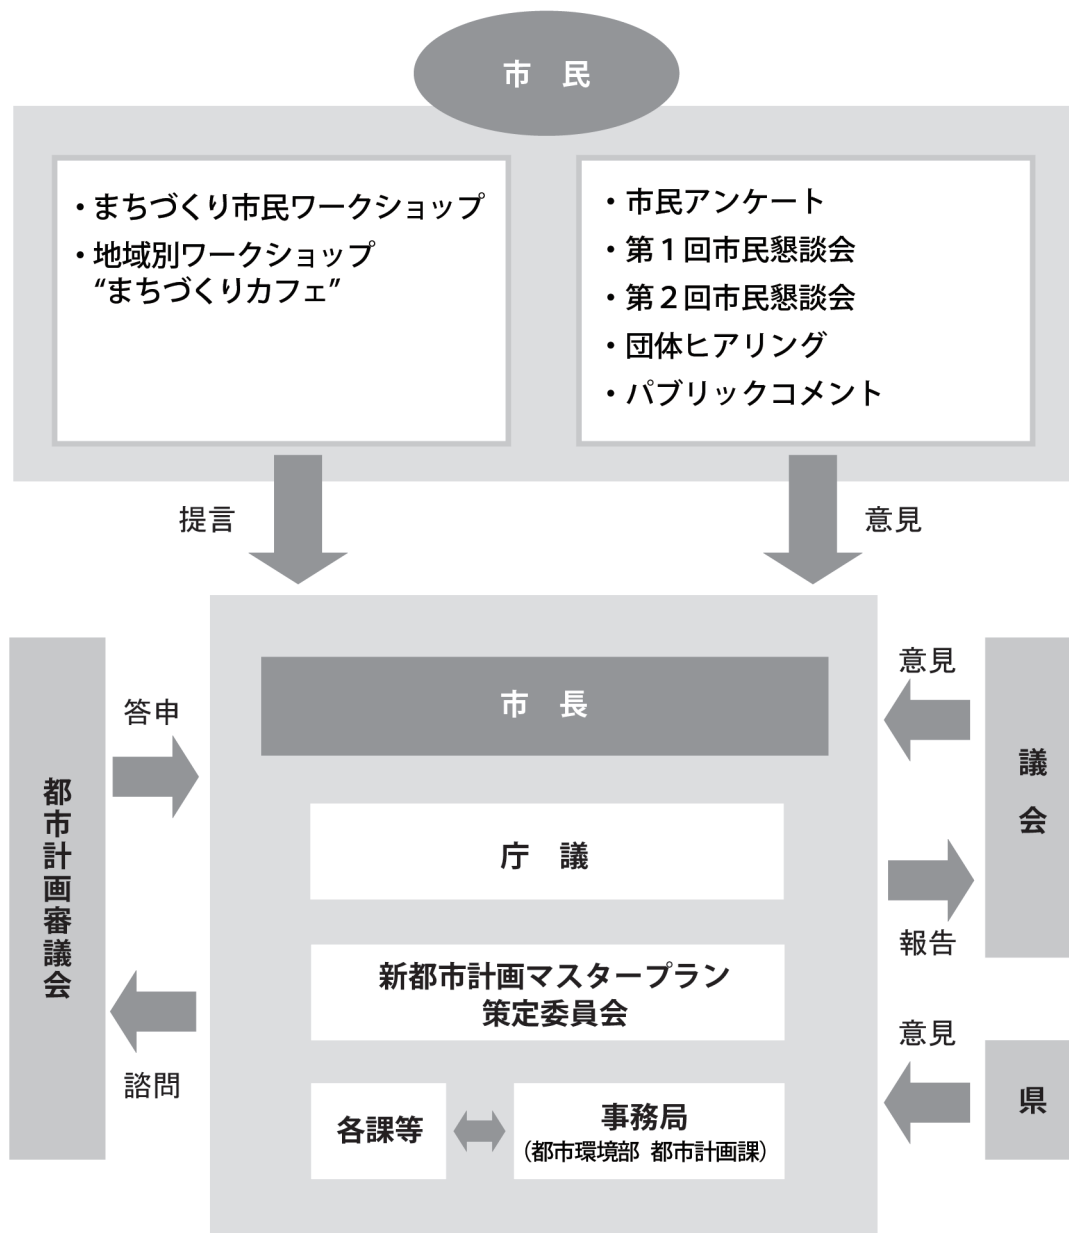 市　民
・まちづくり市民ワークショップ
・地域別ワークショップ
“まちづくりカフェ”
・市民アンケート
・第１回市民懇談会
・第２回市民懇談会
・団体ヒアリング
・パブリックコメント
提言
意見
都市計画審議会
答申
諮問
市　長
庁　議
新都市計画マスタープラン
策定委員会
各課等
事務局
（都市環境部 都市計画課）
意見
議会
報告
意見
県